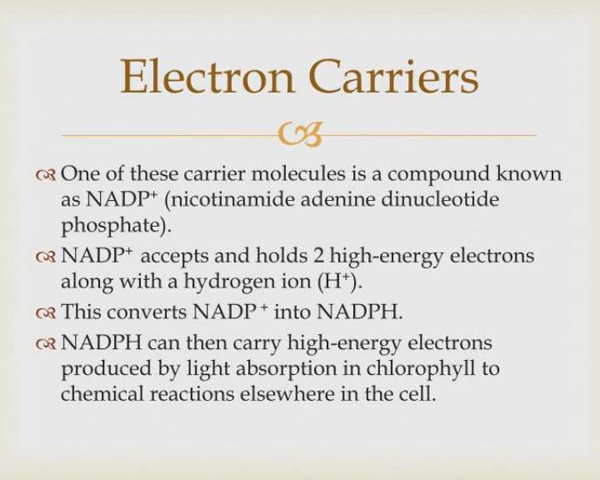 Electron Carriers
One of these carrier molecules is a compound known
as NADP⁺ (nicotinamide adenine dinucleotide
phosphate).
NADP⁺ accepts and holds 2 high-energy electrons
along with a hydrogen ion (H⁺).
This converts NADP ⁺ into NADPH.
NADPH can then carry high-energy electrons
produced by light absorption in chlorophyll to
chemical reactions elsewhere in the cell.